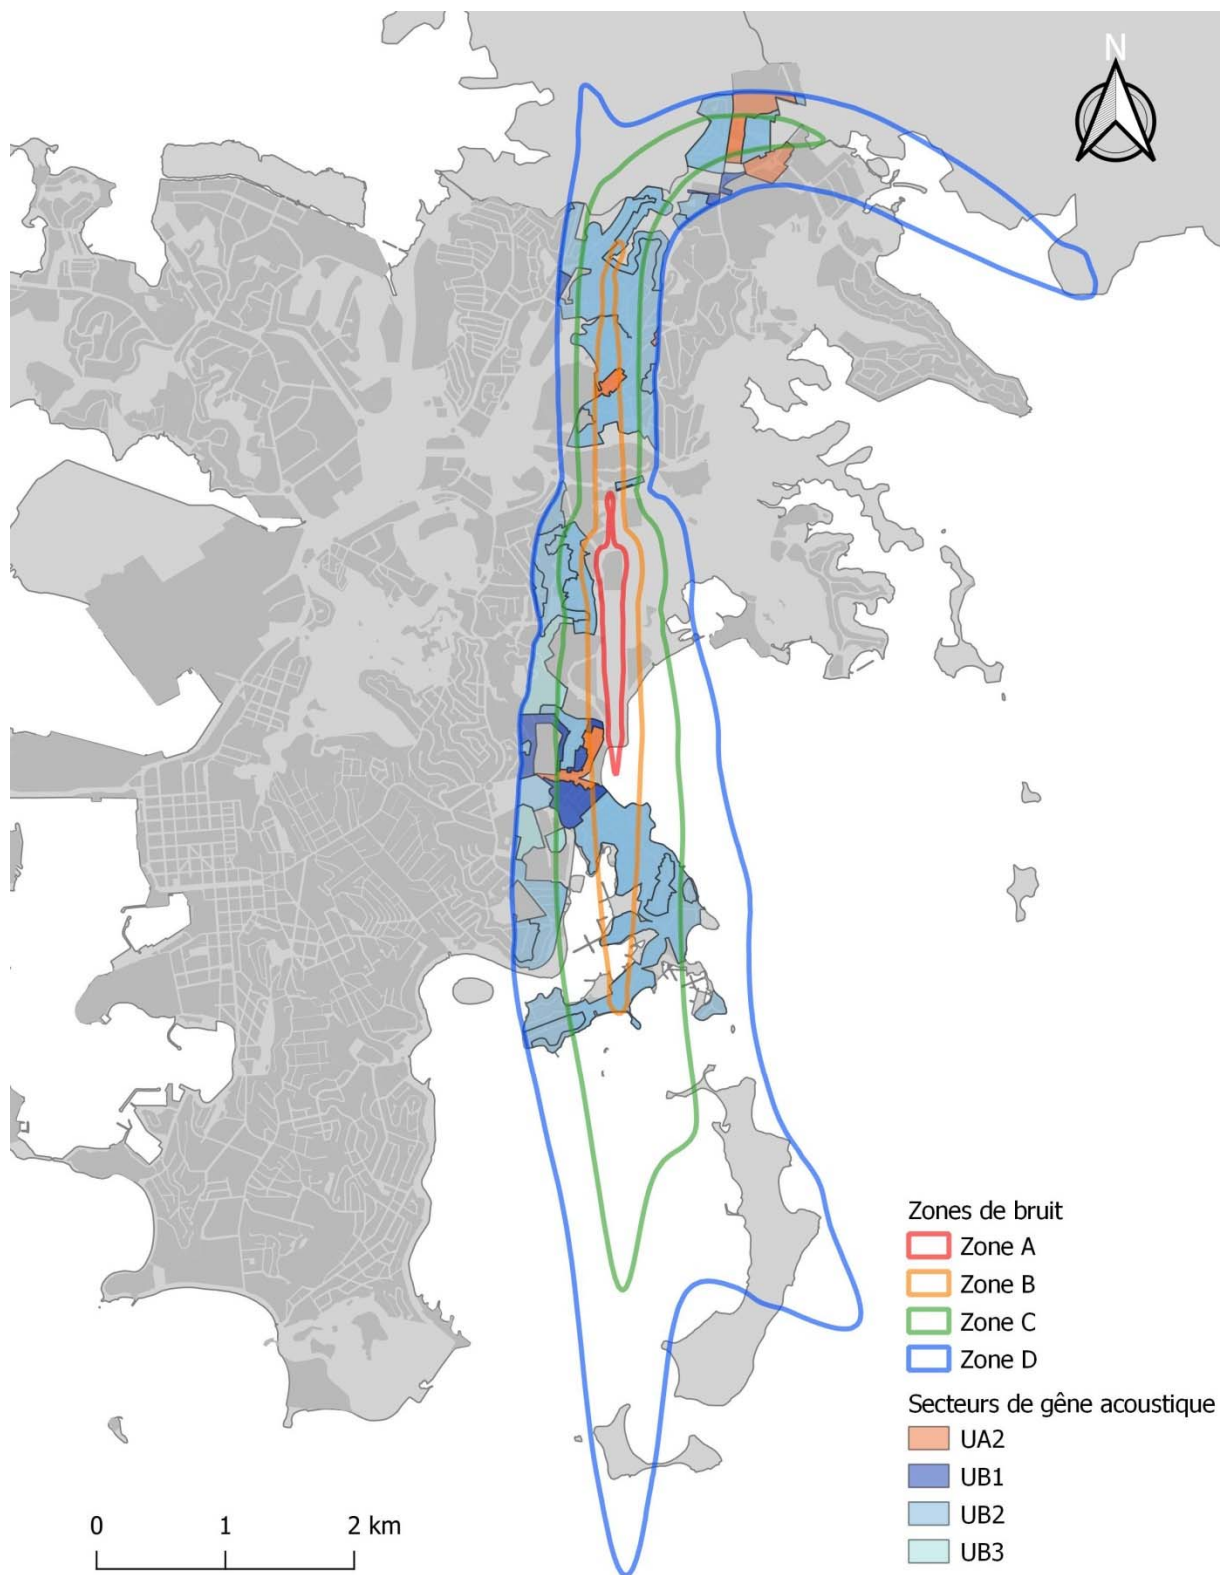 N
Zones de bruit
Zone A
Zone B
Zone C
Zone D
Secteurs de gêne acoustique
UA2
UB1
UB2
UB3
0 1 2 km